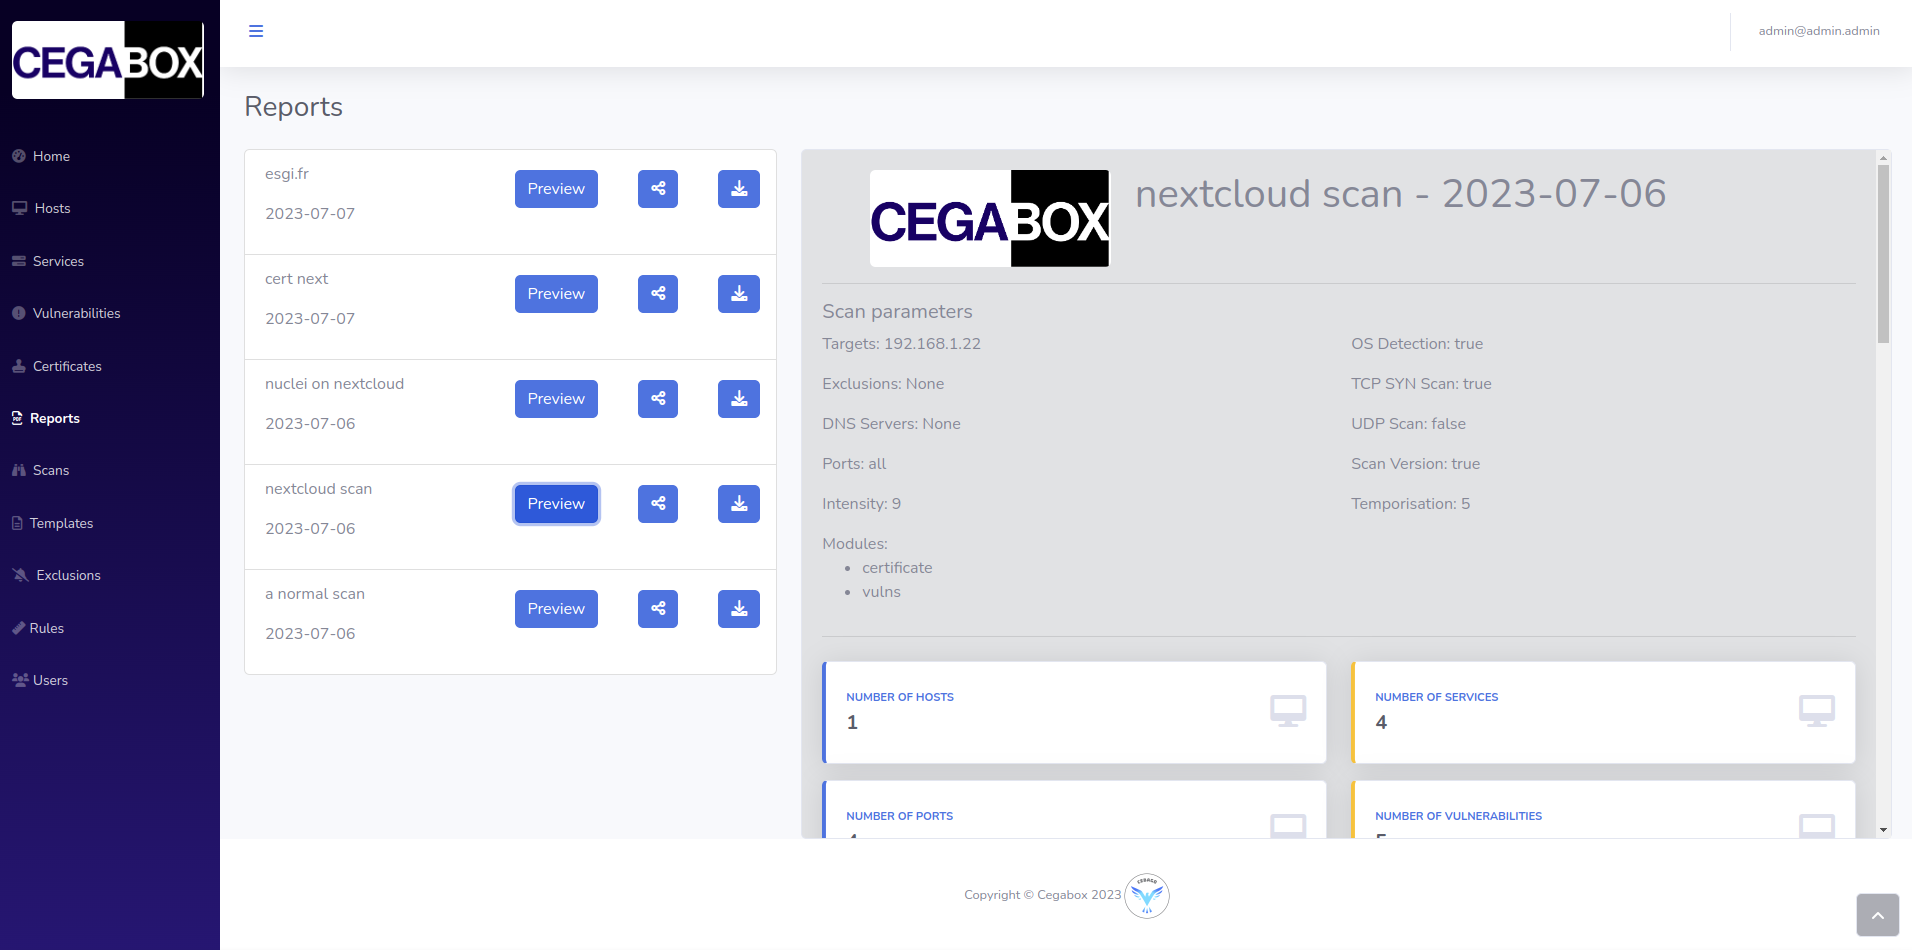 CEGABOX
admin@admin.admin
Home
Hosts
Services
Vulnerabilities
Certificates
Reports
Scans
Templates
Exclusions
Rules
Users
Reports
esgi.fr
Preview
2023-07-07
cert next
Preview
2023-07-07
nuclei on nextcloud
Preview
2023-07-06
nextcloud scan
Preview
2023-07-06
a normal scan
Preview
2023-07-06
CEGABOX
nextcloud scan - 2023-07-06
Scan parameters
Targets: 192.168.1.22
Exclusions: None
DNS Servers: None
Ports: all
Intensity: 9
Modules:
certificate
vulns
OS Detection: true
TCP SYN Scan: true
UDP Scan: false
Scan Version: true
Temporisation: 5
NUMBER OF HOSTS
1
NUMBER OF SERVICES
4
NUMBER OF PORTS
NUMBER OF VULNERABILITIES
Copyright © Cegabox 2023